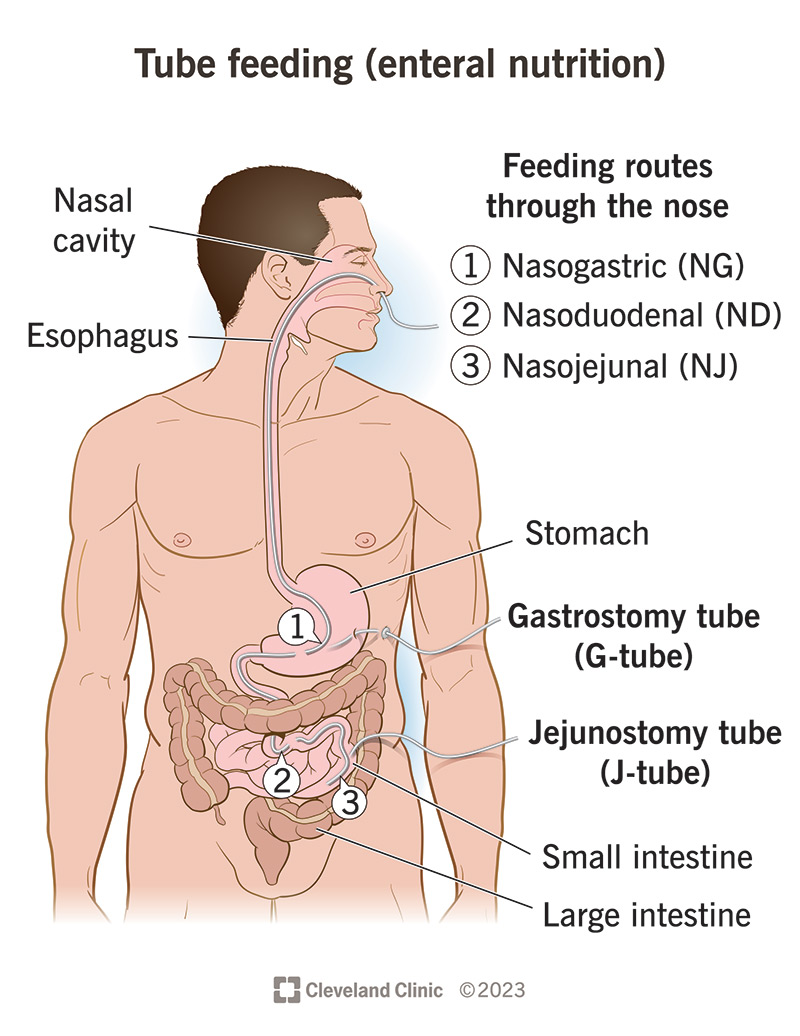 Tube feeding (enteral nutrition)
Feeding routes
through the nose
1 Nasogastric (NG)
2 Nasoduodenal (ND)
3 Nasojejunal (NJ)
Nasal
cavity
Esophagus
Stomach
1
Gastrostomy tube
(G-tube)
Jejunostomy tube
(J-tube)
2
3
Small intestine
Large intestine
Cleveland Clinic ©2023